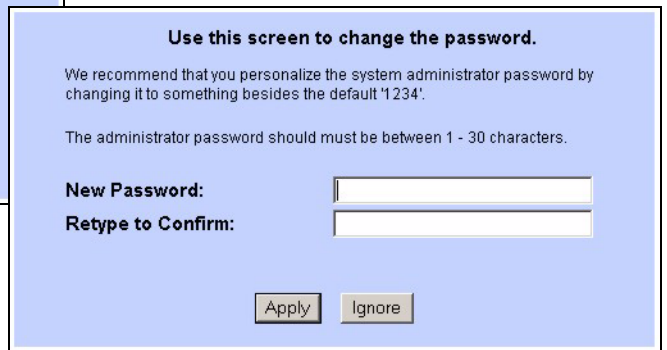 Use this screen to change the password.
We recommend that you personalize the system administrator password by
changing it to something besides the default '1234'.
The administrator password should must be between 1 - 30 characters.
New Password:
Retype to Confirm:
Apply Ignore